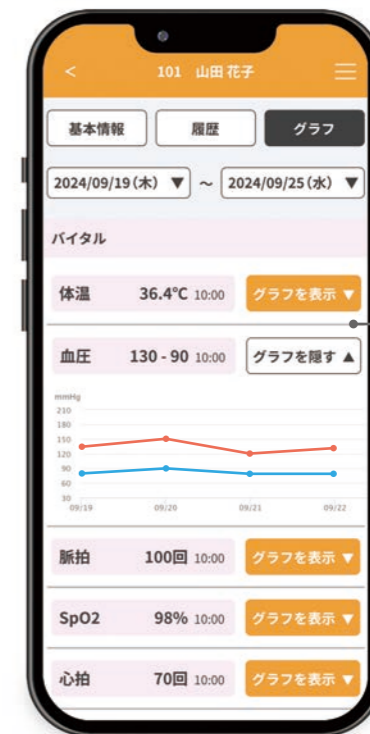 < 101 山田 花子
基本情報 履歴 グラフ
2024/09/19(木) ▼ ～ 2024/09/25(水) ▼
バイタル
体温 36.4℃ 10:00 グラフを表示 ▼
血圧 130 - 90 10:00 グラフを隠す ▲
mmHg
210
180
150
120
90
60
30
09/19 09/20 09/21 09/22
脈拍 100回 10:00 グラフを表示 ▼
SpO2 98% 10:00 グラフを表示 ▼
心拍 70回 10:00 グラフを表示 ▼